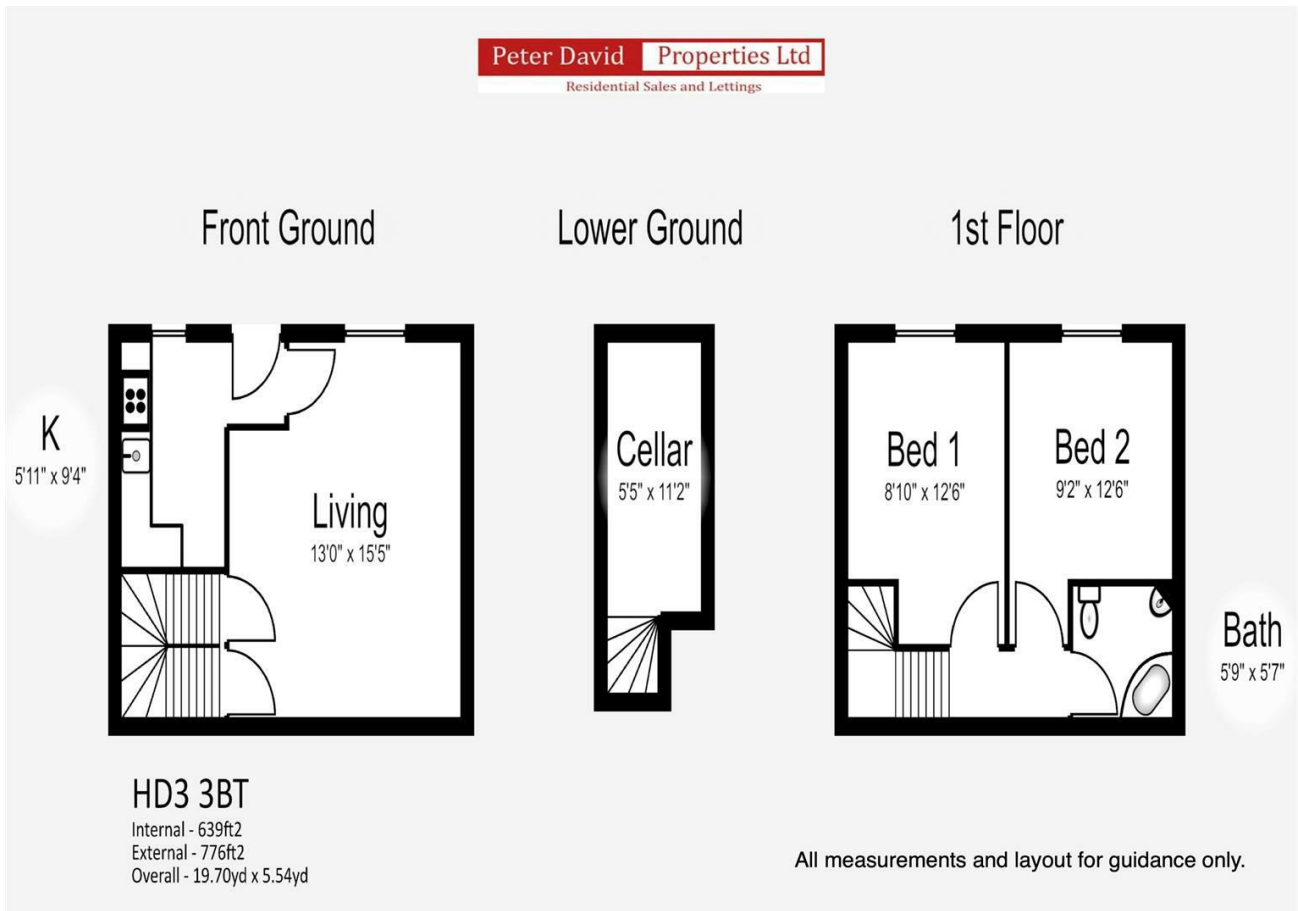 Peter David Properties Ltd
Residential Sales and Lettings
Front Ground
Lower Ground
1st Floor
K
5'11" x 9'4"
Living
13'0" x 15'5"
Cellar
5'5" x 11'2"
Bed 1
8'10" x 12'6"
Bed 2
9'2" x 12'6"
Bath
5'9" x 5'7"
HD3 3BT
Internal - 639ft2
External - 776ft2
Overall - 19.70yd x 5.54yd
All measurements and layout for guidance only.